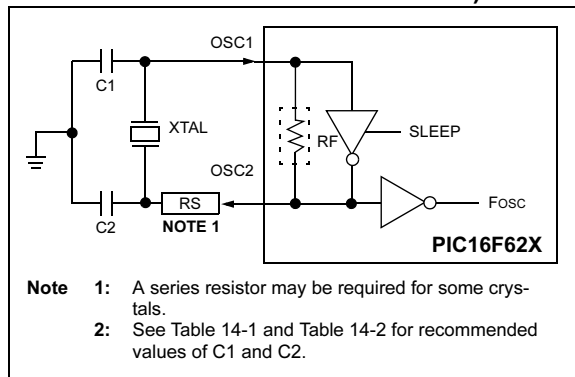 OSC1
C1
XTAL
RF
SLEEP
OSC2
RS
FOSC
C2
NOTE 1
PIC16F62X
Note 1: A series resistor may be required for some crys-
tals.
2: See Table 14-1 and Table 14-2 for recommended
values of C1 and C2.